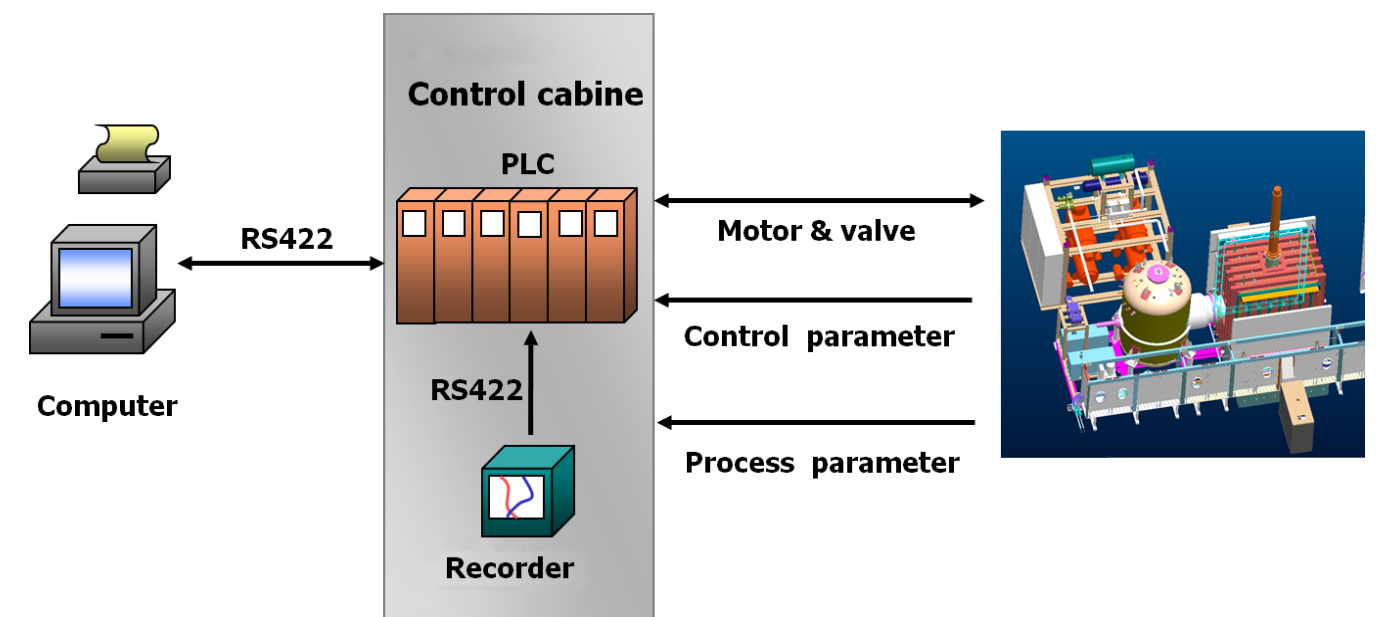 Control cabine
PLC
RS422
Motor & valve
Control parameter
RS422
Computer
Process parameter
Recorder